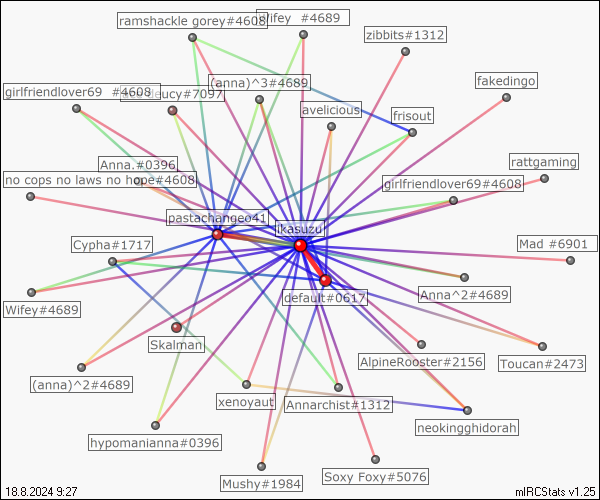 ramshackle gorey#4608
Wifey #4689
zibbits#1312
fakedingo
(anna)^3#4689
girlfriendlover69 #4608
deucy#7097
avelicious
frisout
rattgaming
Anna.#0396
no cops no laws no hope#4608
girlfriendlover69#4608
pastachangeo41
ikasuzu
Cypha#1717
Mad #6901
default#0617
Anna^2#4689
Wifey#4689
Skalman
AlpineRooster#2156
Toucan#2473
(anna)^2#4689
xenoyaut
Annarchist#1312
neokingghidorah
hypomanianna#0396
Mushy#1984
Soxy Foxy#5076
18.8.2024 9:27
mIRCStats v1.25